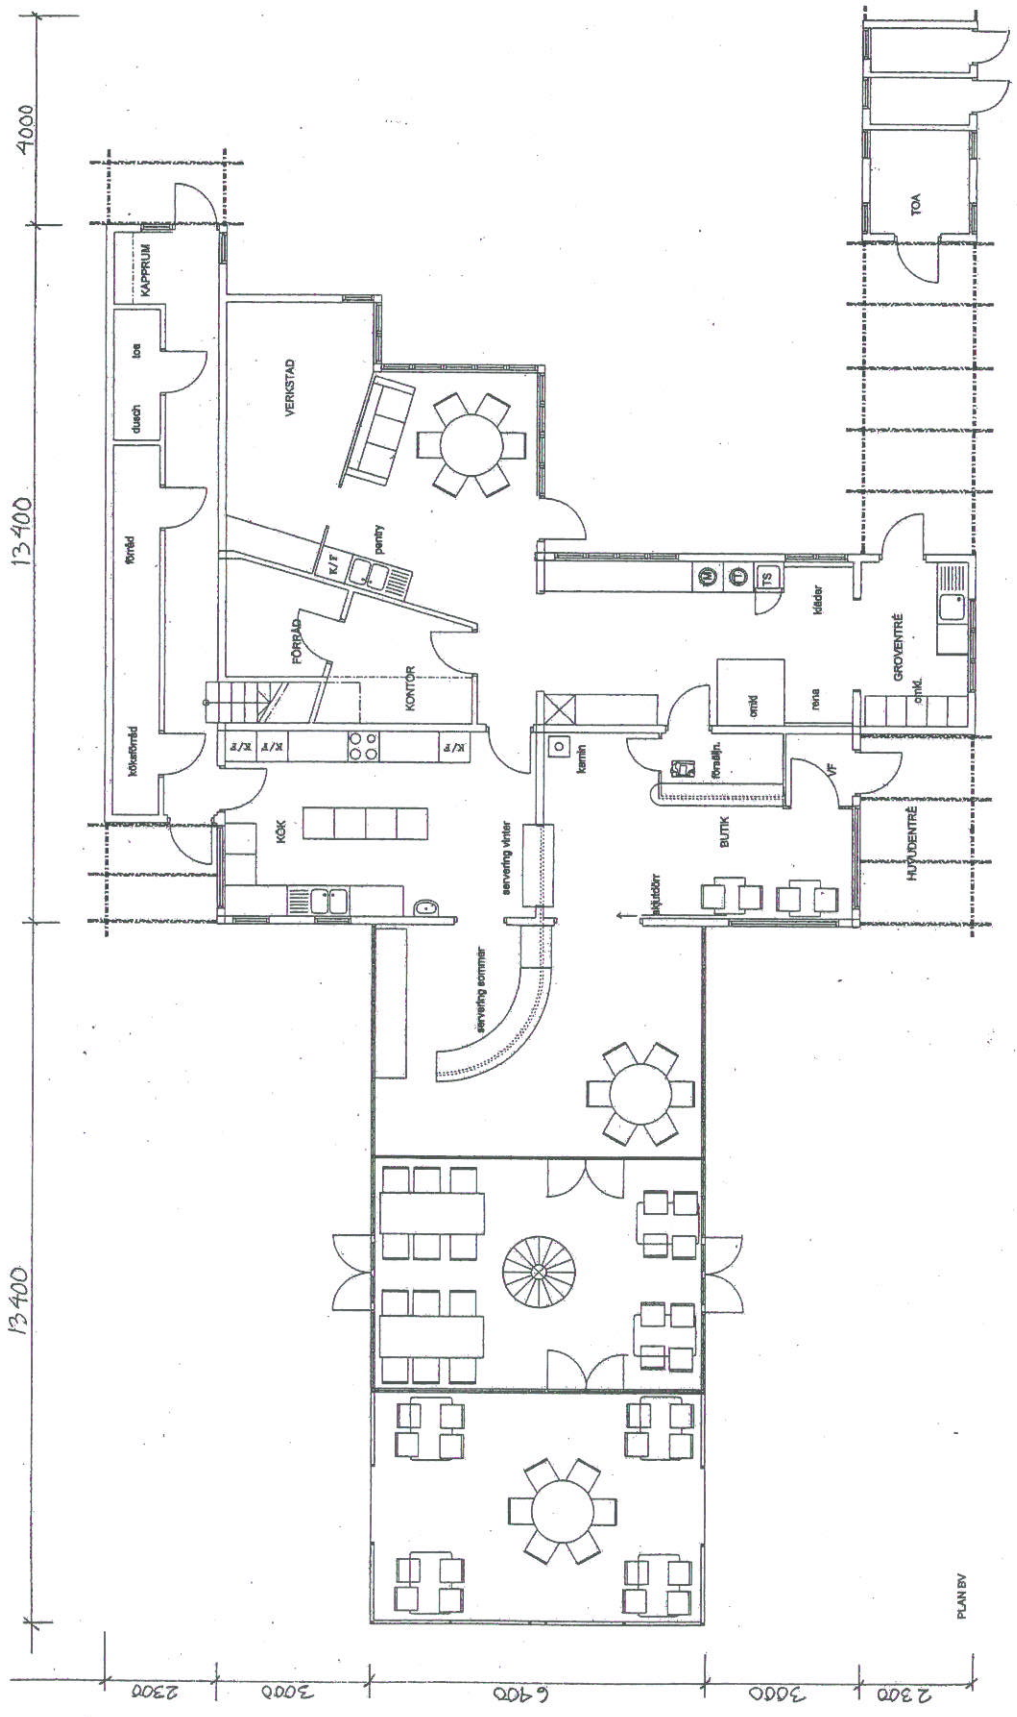 4000
13400
13400
TOA
KAPPRUM
toa
dusch
VERKSTAD
förråd
pentry
K/F
FÖRRÅD
KONTOR
M
T
TS
kläder
GROVENTRÉ
omkl.
omkl
rena
köksförråd
K/F
K/F
K/F
KÖK
kamin
försäljn.
VF
BUTIK
HUVUDENTRÉ
servering vinter
skjutdörr
servering sommar
PLAN BV
2300
3000
6400
3000
2300